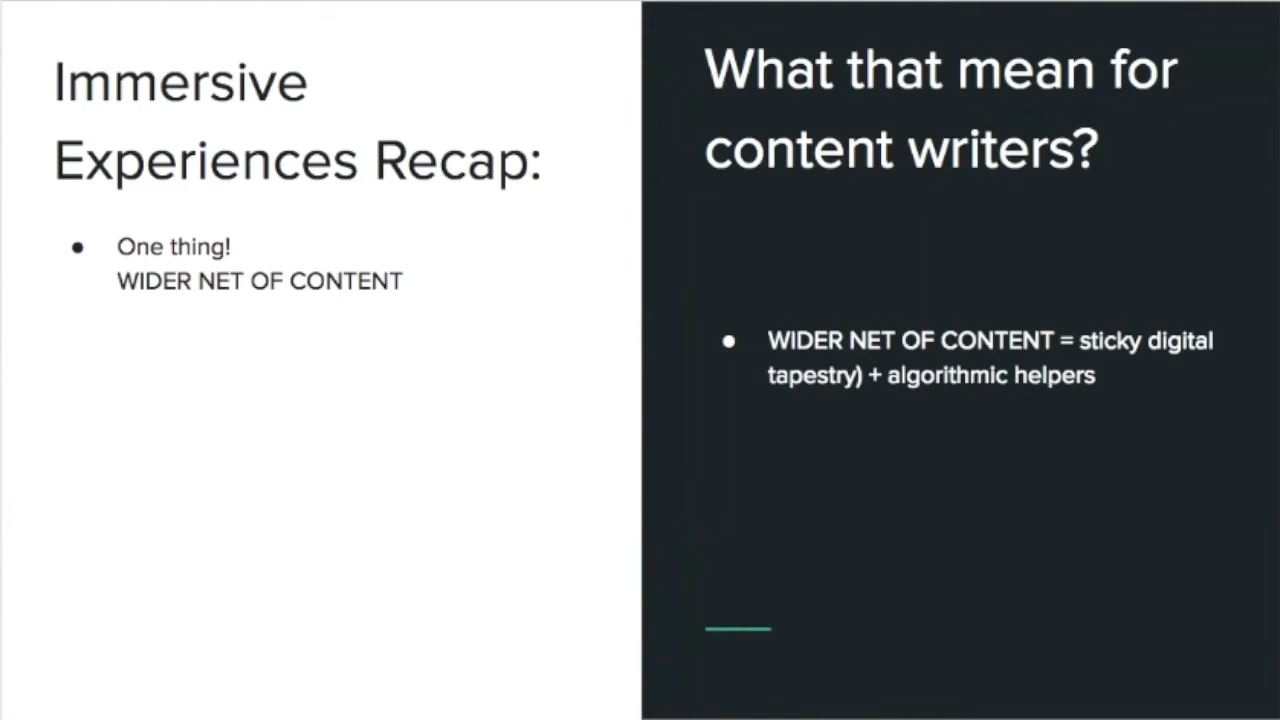 Immersive
Experiences Recap:
● One thing!
WIDER NET OF CONTENT
What that mean for
content writers?
● WIDER NET OF CONTENT = sticky digital
tapestry) + algorithmic helpers